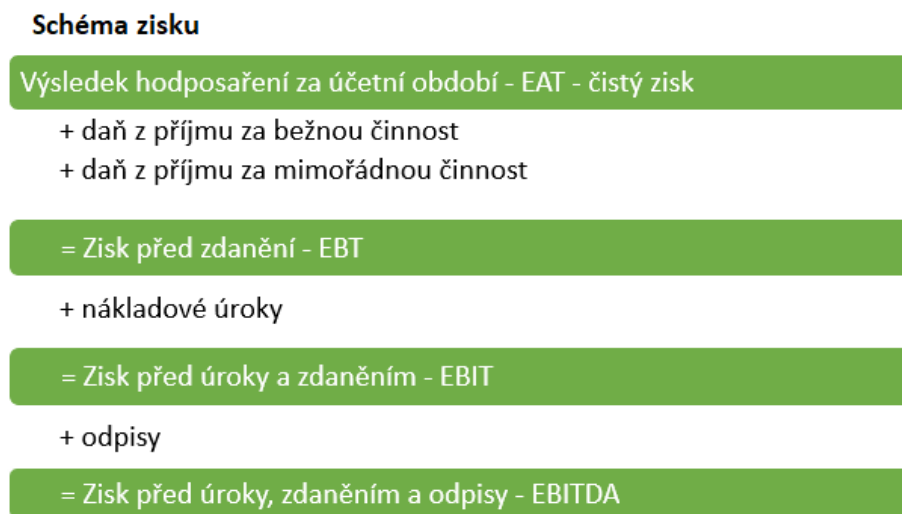 Schéma zisku
Výsledek hodposaření za účetní období - EAT - čistý zisk
+ daň z příjmu za bežnou činnost
+ daň z příjmu za mimořádnou činnost
= Zisk před zdanění - EBT
+ nákladové úroky
= Zisk před úroky a zdaněním - EBIT
+ odpisy
= Zisk před úroky, zdaněním a odpisy - EBITDA